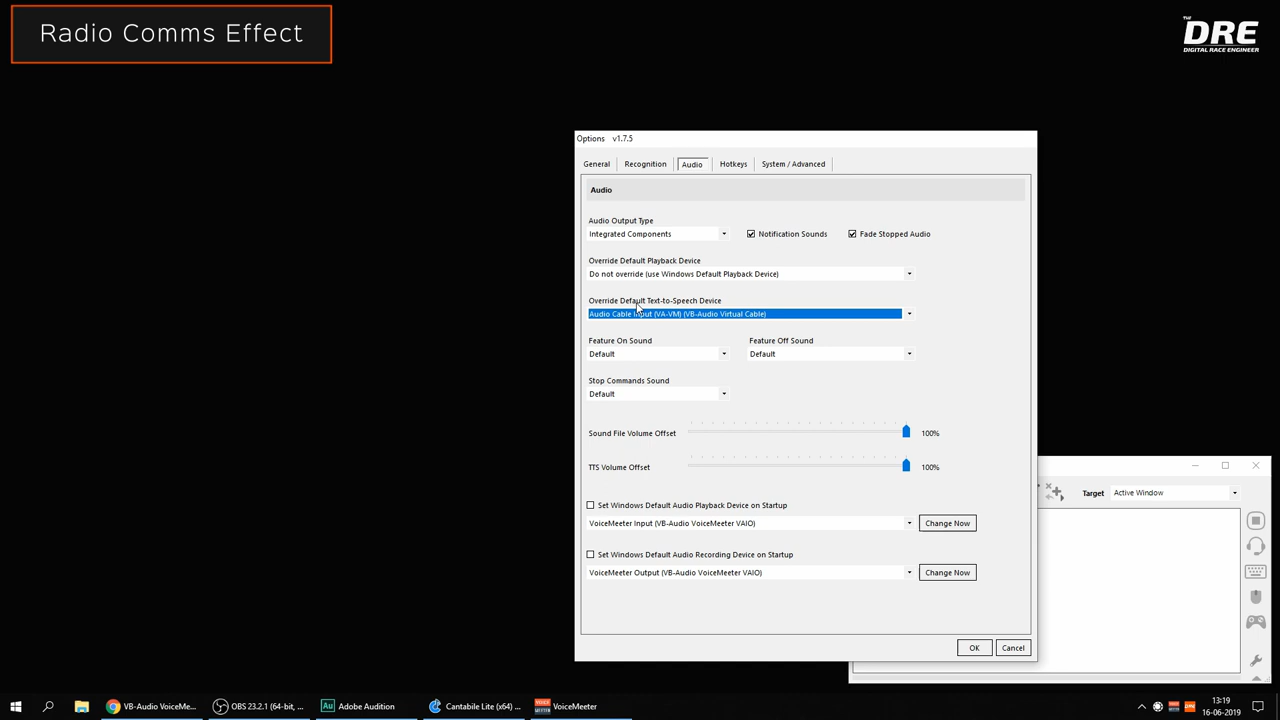 Radio Comms Effect
THE
DRE
DIGITAL RACE ENGINEER
Options v1.7.5
General Recognition Audio Hotkeys System / Advanced
Audio
Audio Output Type
Integrated Components Notification Sounds Fade Stopped Audio
Override Default Playback Device
Do not override (use Windows Default Playback Device)
Override Default Text-to-Speech Device
Audio Cable Input (VA-VM) (VB-Audio Virtual Cable)
Feature On Sound Feature Off Sound
Default Default
Stop Commands Sound
Default
Sound File Volume Offset 100%
TTS Volume Offset 100%
Target Active Window
Set Windows Default Audio Playback Device on Startup
VoiceMeeter Input (VB-Audio VoiceMeeter VAIO) Change Now
Set Windows Default Audio Recording Device on Startup
VoiceMeeter Output (VB-Audio VoiceMeeter VAIO) Change Now
OK Cancel
VB-Audio VoiceMe... OBS 23.2.1 (64-bit, ... Au Adobe Audition Cantabile Lite (x64) ... VoiceMeeter
13:19
16-06-2019